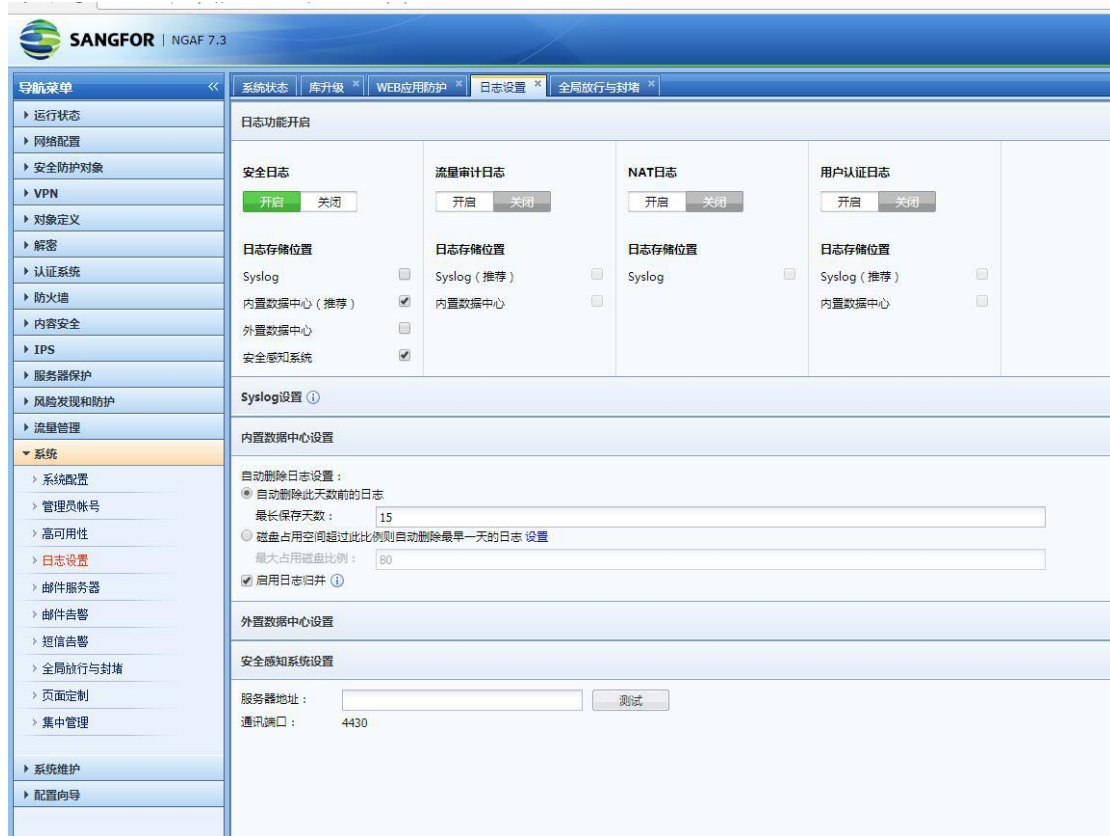 SANGFOR | NGAF 7.3
导航菜单
系统状态 库升级 WEB应用防护 日志设置 全局放行与封堵
运行状态
网络配置
安全防护对象
VPN
对象定义
解密
认证系统
防火墙
内容安全
IPS
服务器保护
风险发现和防护
流量管理
系统
系统配置
管理员帐号
高可用性
日志设置
邮件服务器
邮件告警
短信告警
全局放行与封堵
页面定制
集中管理
系统维护
配置向导
日志功能开启
安全日志 流量审计日志 NAT日志 用户认证日志
开启 关闭 开启 关闭 开启 关闭 开启 关闭
日志存储位置 日志存储位置 日志存储位置 日志存储位置
Syslog Syslog(推荐) Syslog Syslog(推荐)
内置数据中心(推荐) 内置数据中心 内置数据中心
外置数据中心
安全感知系统
Syslog设置
内置数据中心设置
自动删除日志设置:
自动删除此天数前的日志
最长保存天数: 15
磁盘占用空间超过此比例则自动删除最早一天的日志 设置
最大占用磁盘比例: 80
启用日志归并
外置数据中心设置
安全感知系统设置
服务器地址: 测试
通讯端口: 4430